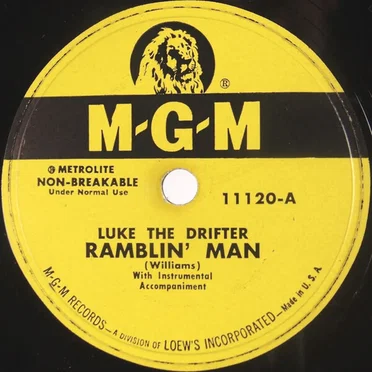 ®
M-G-M
® METROLITE
NON-BREAKABLE
Under Normal Use
11120-A
LUKE THE DRIFTER
RAMBLIN' MAN
(Williams)
With Instrumental
Accompaniment
M-G-M RECORDS—A DIVISION OF LOEW'S INCORPORATED—Made in U. S. A.